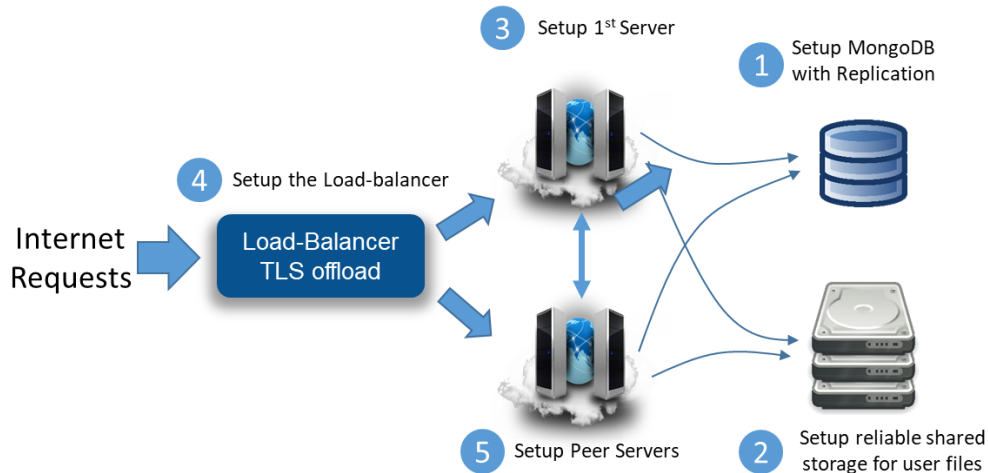 3 Setup 1st Server
1 Setup MongoDB
with Replication
4 Setup the Load-balancer
Internet
Requests
Load-Balancer
TLS offload
5 Setup Peer Servers
2 Setup reliable shared
storage for user files